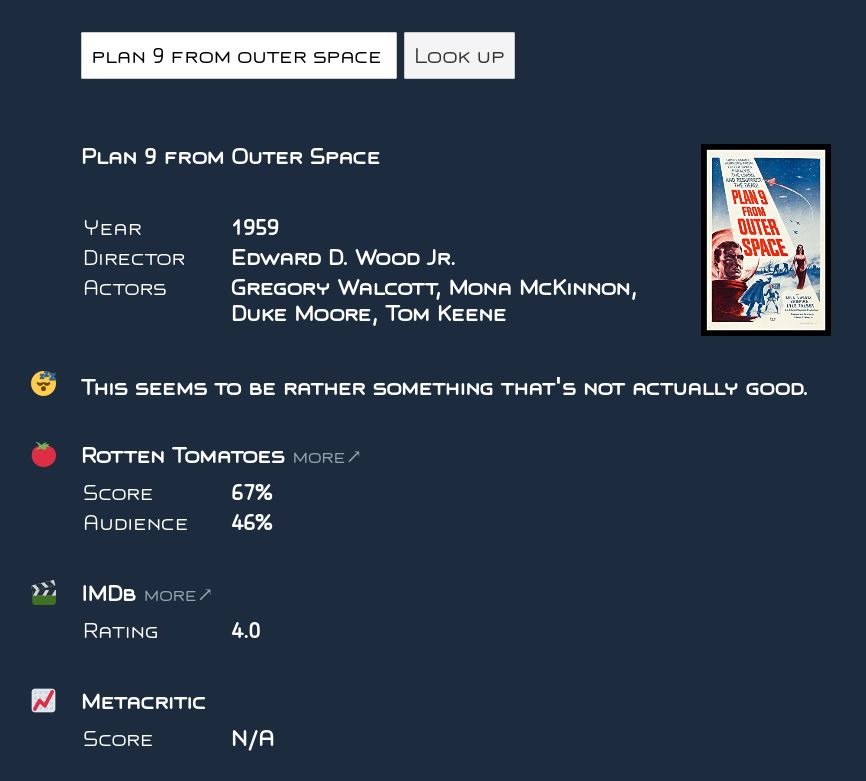 plan 9 from outer space
Look up
Plan 9 from Outer Space
Year 1959
Director Edward D. Wood Jr.
Actors Gregory Walcott, Mona McKinnon,
Duke Moore, Tom Keene
PLAN 9
FROM
OUTER
SPACE
This seems to be rather something that's not actually good.
Rotten Tomatoes more↗
Score 67%
Audience 46%
IMDb more↗
Rating 4.0
Metacritic
Score N/A